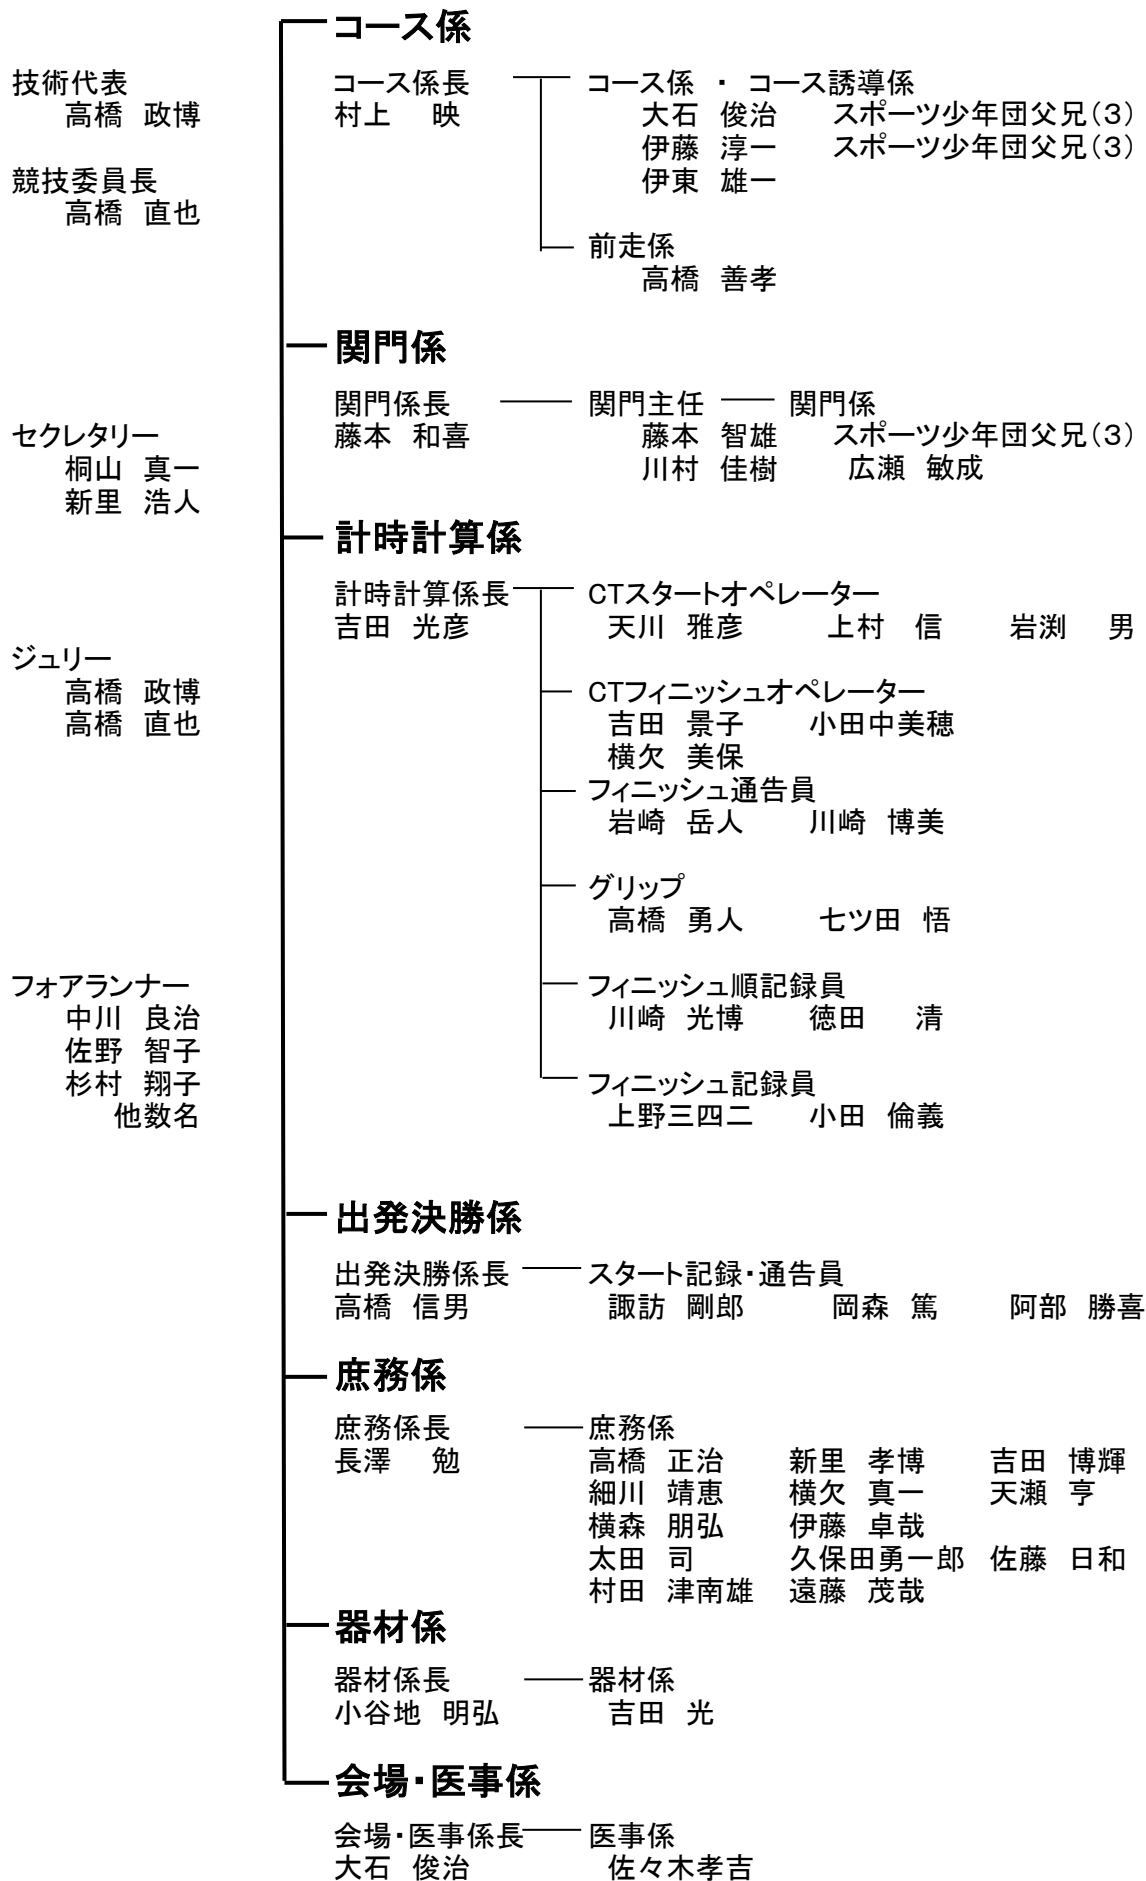 コース係
技術代表
高橋 政博
競技委員長
高橋 直也
コース係長 コース係 ・ コース誘導係
村上 映 大石 俊治 スポーツ少年団父兄(3)
伊藤 淳一 スポーツ少年団父兄(3)
伊東 雄一
前走係
高橋 善孝
関門係
関門係長 関門主任 関門係
藤本 和喜 藤本 智雄 スポーツ少年団父兄(3)
川村 佳樹 広瀬 敏成
セクレタリー
桐山 真一
新里 浩人
計時計算係
計時計算係長 CTスタートオペレーター
吉田 光彦 天川 雅彦 上村 信 岩渕 男
ジュリー
高橋 政博
高橋 直也
CTフィニッシュオペレーター
吉田 景子 小田中美穂
横欠 美保
フィニッシュ通告員
岩崎 岳人 川崎 博美
グリップ
高橋 勇人 七ツ田 悟
フォアランナー
中川 良治
佐野 智子
杉村 翔子
他数名
フィニッシュ順記録員
川崎 光博 徳田 清
フィニッシュ記録員
上野三四二 小田 倫義
出発決勝係
出発決勝係長 スタート記録・通告員
高橋 信男 諏訪 剛郎 岡森 篤 阿部 勝喜
庶務係
庶務係長 庶務係
長澤 勉 高橋 正治 新里 孝博 吉田 博輝
細川 靖恵 横欠 真一 天瀬 亨
横森 朋弘 伊藤 卓哉
太田 司 久保田勇一郎 佐藤 日和
村田 津南雄 遠藤 茂哉
器材係
器材係長 器材係
小谷地 明弘 吉田 光
会場・医事係
会場・医事係長 医事係
大石 俊治 佐々木孝吉